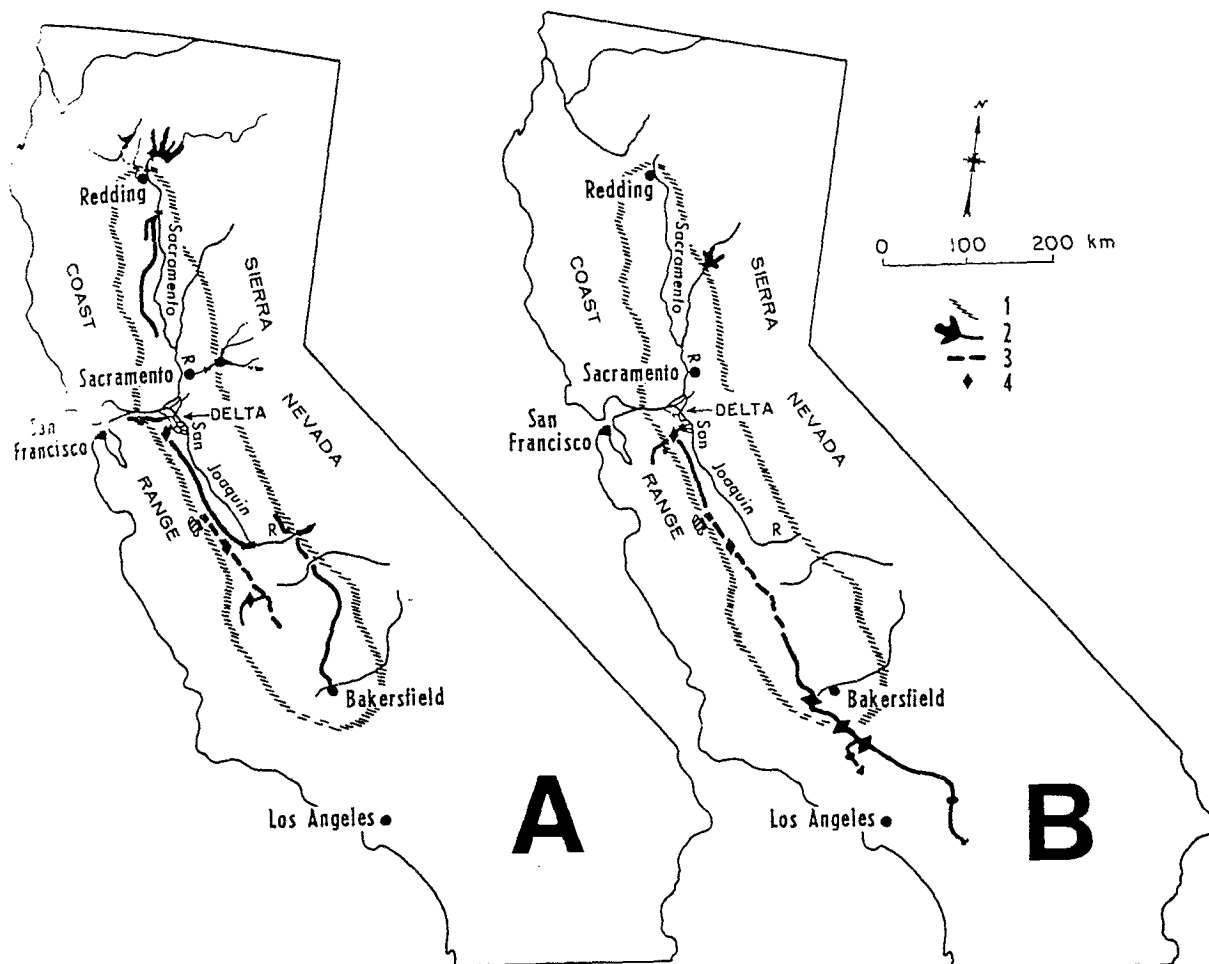 Redding
Sacramento
COAST
SIERRA
Sacramento
R
DELTA
San
Francisco
San
Joaquin
NEVADA
RANGE
R
Bakersfield
Los Angeles
A
Redding
Sacramento
COAST
SIERRA
Sacramento
R
DELTA
San
Francisco
San
Joaquin
NEVADA
RANGE
R
Bakersfield
Los Angeles
B
N
0 100 200 km
1
2
3
4